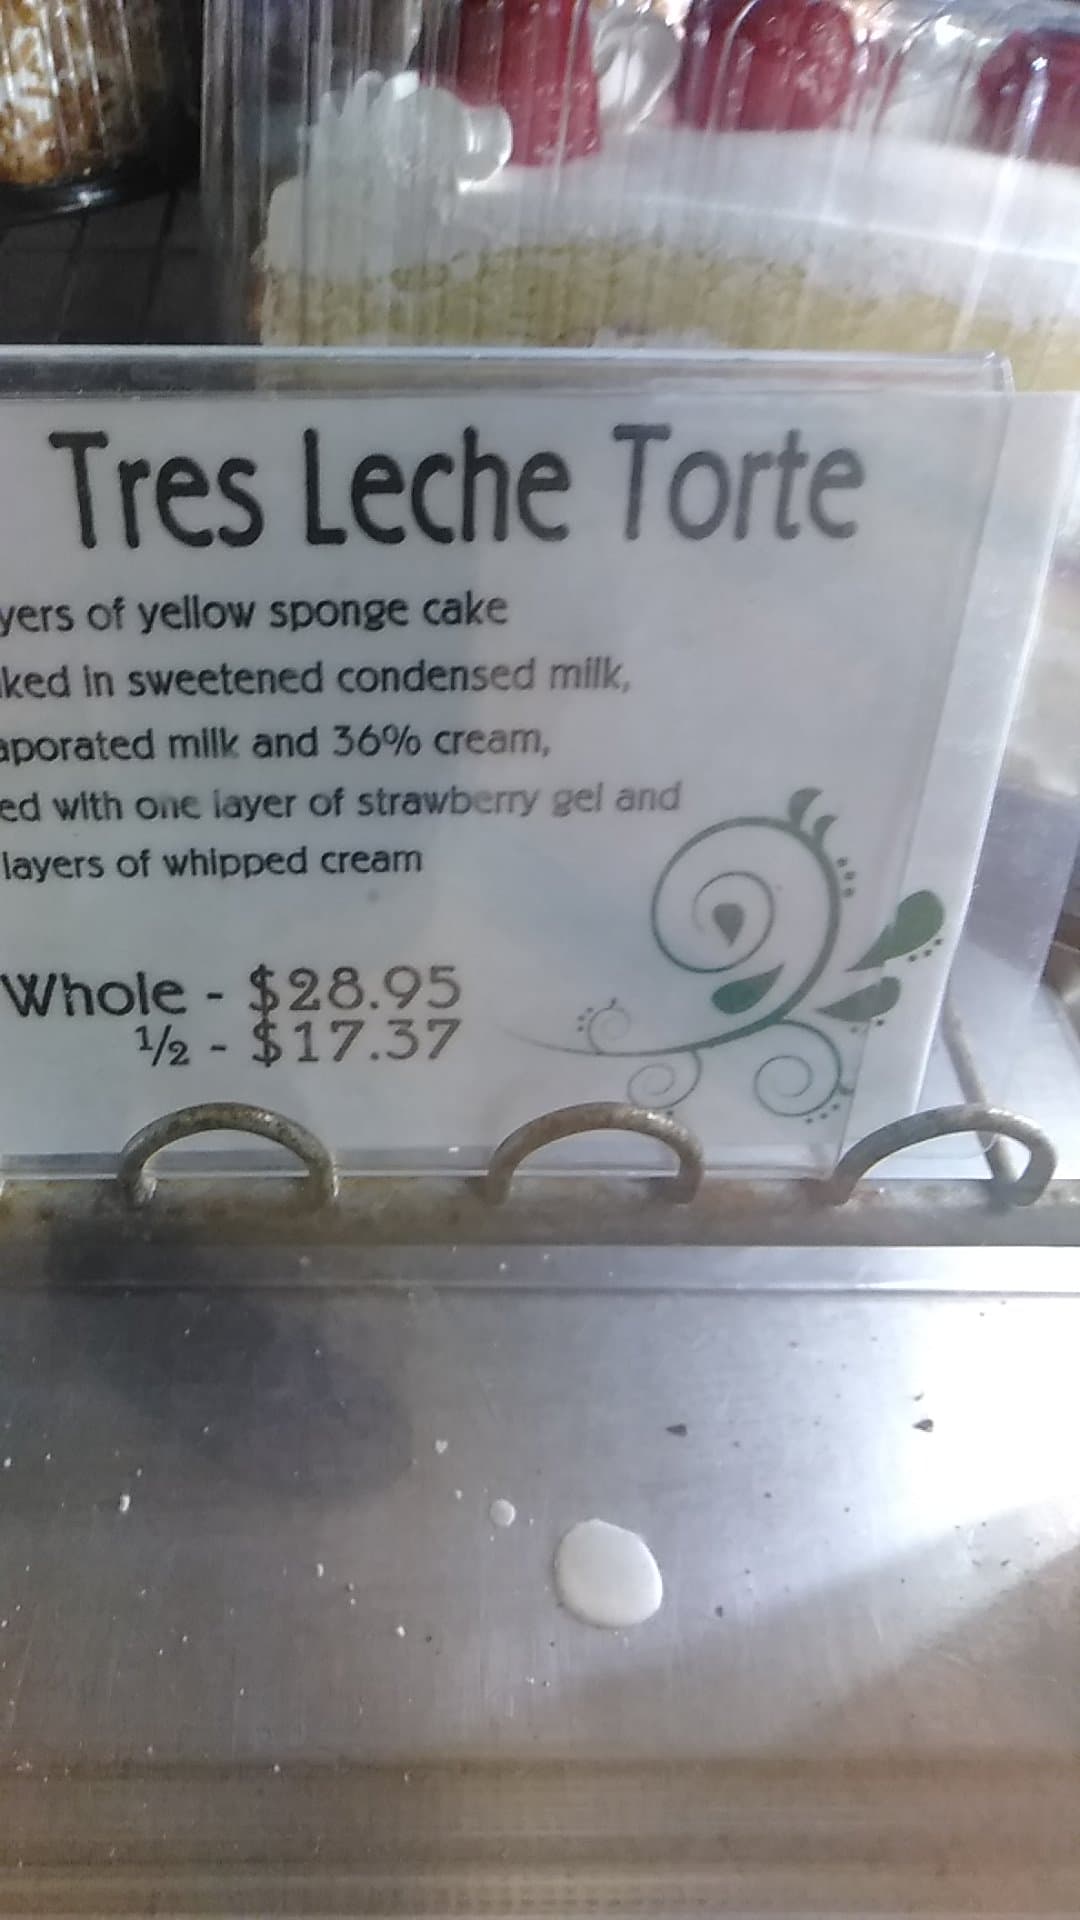 Tres Leche Torte
yers of yellow sponge cake
ked in sweetened condensed milk,
aporated milk and 36% cream,
ed with one layer of strawberry gel and
layers of whipped cream
Whole - $28.95
½ - $17.37